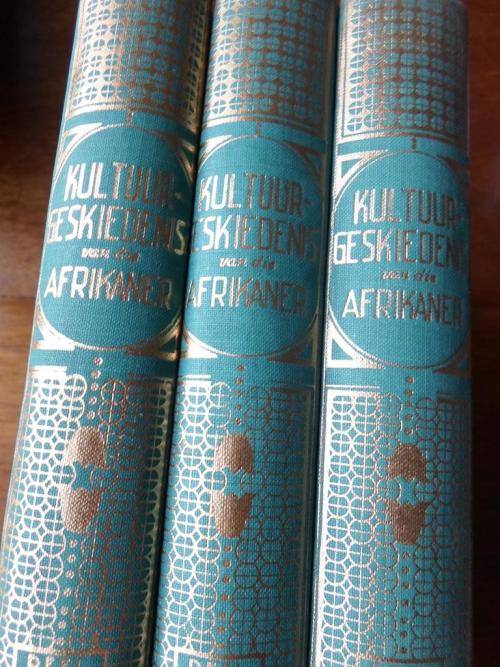 KULTUUR-
GESKIEDENIS
van die
AFRIKANER
KULTUUR-
GESKIEDENIS
van die
AFRIKANER
KULTUUR-
GESKIEDENIS
van die
AFRIKANER